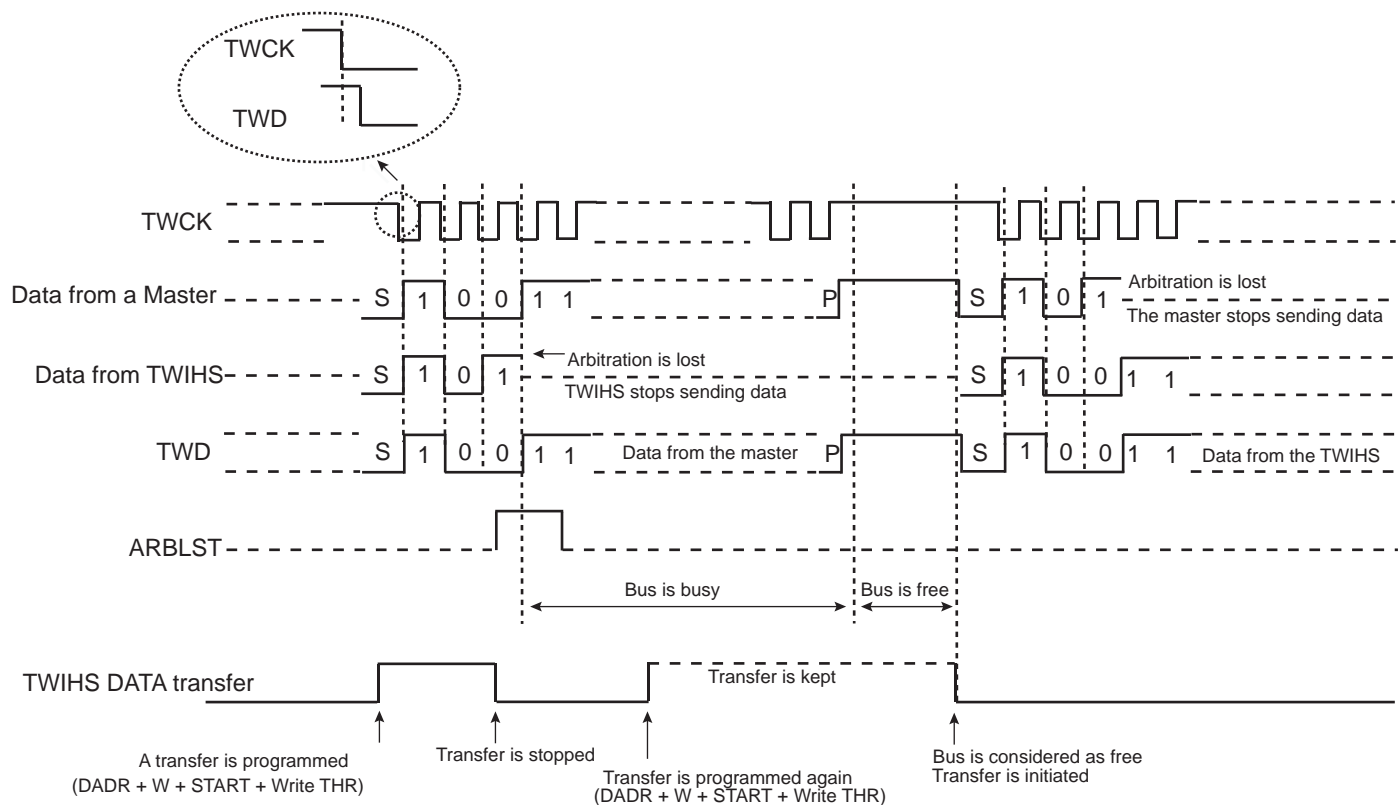 TWCK
TWD
TWCK
Data from a Master
S 1 0 0 1 1
P
S 1 0 1
Arbitration is lost
The master stops sending data
Data from TWIHS
S 1 0 1
Arbitration is lost
TWIHS stops sending data
S 1 0 0 1 1
TWD
S 1 0 0 1 1
Data from the master
P
S 1 0 0 1 1
Data from the TWIHS
ARBLST
Bus is busy
Bus is free
TWIHS DATA transfer
Transfer is kept
A transfer is programmed
(DADR + W + START + Write THR)
Transfer is stopped
Transfer is programmed again
(DADR + W + START + Write THR)
Bus is considered as free
Transfer is initiated